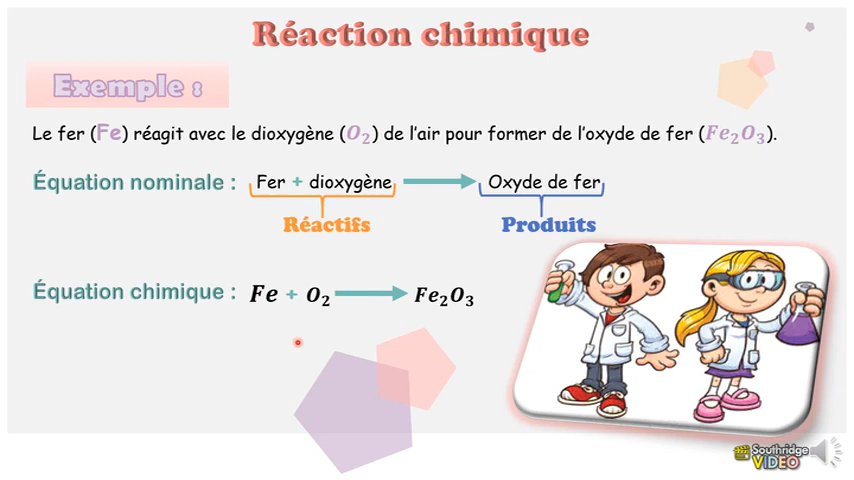 Réaction chimique
Exemple :
Le fer (Fe) réagit avec le dioxygène (O₂) de l'air pour former de l'oxyde de fer (Fe₂O₃).
Équation nominale : Fer + dioxygène → Oxyde de fer
Réactifs Produits
Équation chimique : Fe + O₂ → Fe₂O₃
Southridge
VIDEO